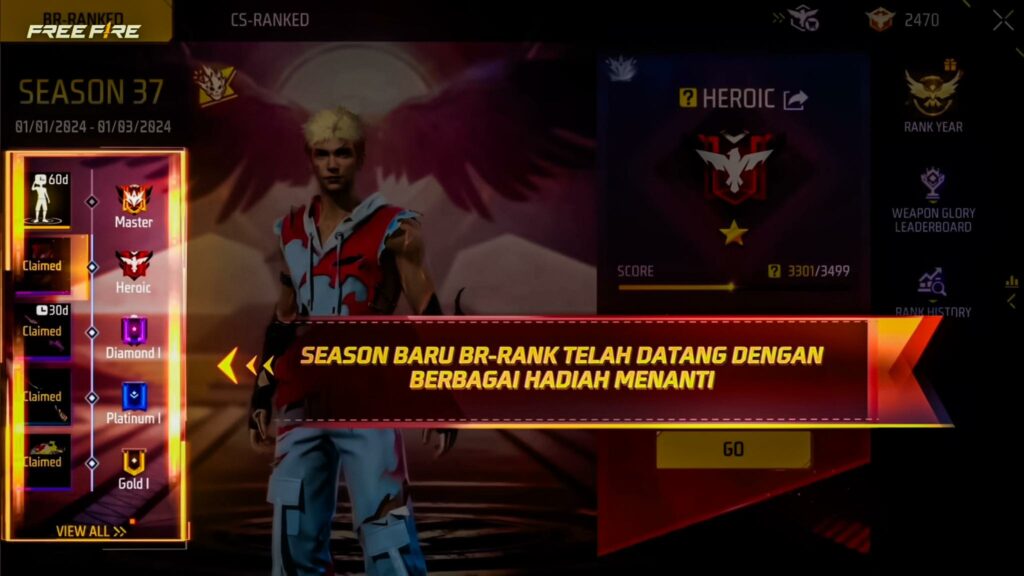 BR-RANKED
CS-RANKED
2470
FREE FIRE
SEASON 37
01/01/2024 - 01/03/2024
60d
Master
Claimed
Heroic
30d
Claimed
Diamond I
Claimed
Platinum I
Claimed
Gold I
VIEW ALL >>
? HEROIC
SCORE
? 3301/3499
SEASON BARU BR-RANK TELAH DATANG DENGAN
BERBAGAI HADIAH MENANTI
GO
RANK YEAR
WEAPON GLORY
LEADERBOARD
RANK HISTORY